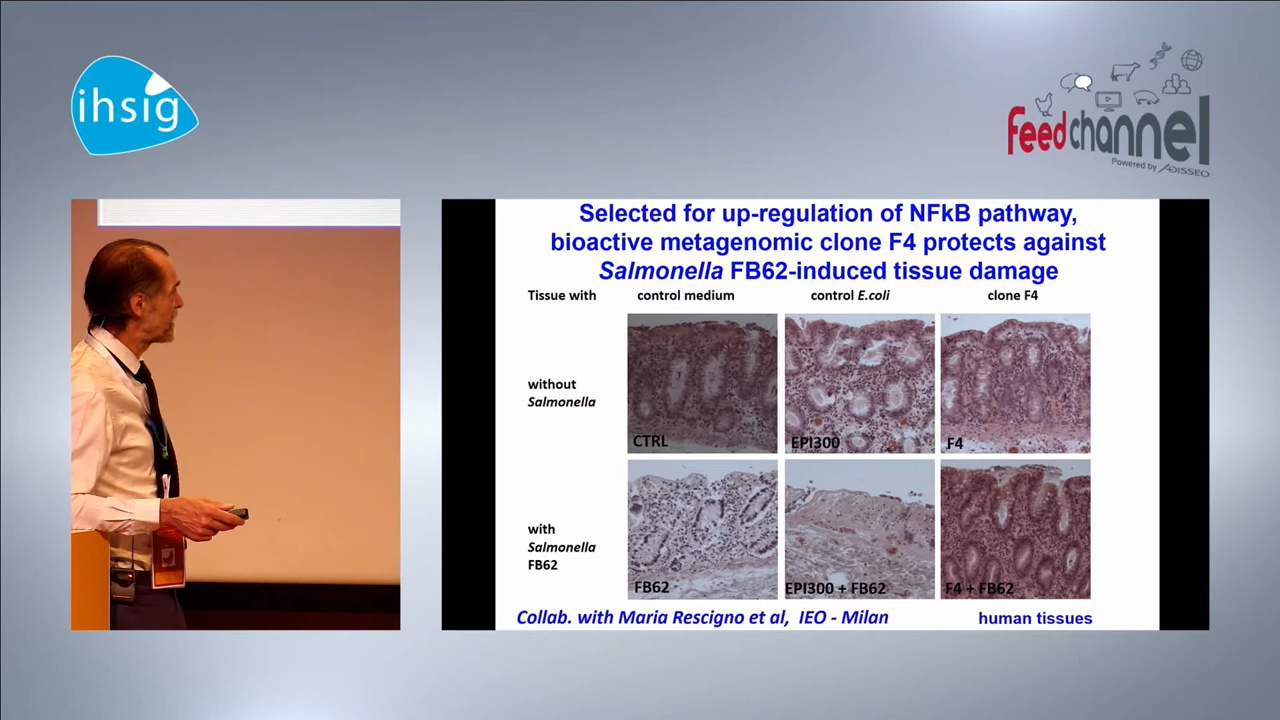 ihsig
feedchannel
Powered by ADISSEO
Selected for up-regulation of NFkB pathway,
bioactive metagenomic clone F4 protects against
Salmonella FB62-induced tissue damage
Tissue with control medium control E.coli clone F4
without
Salmonella
CTRL EPI300 F4
with
Salmonella
FB62
FB62 EPI300 + FB62 F4 + FB62
Collab. with Maria Rescigno et al, IEO - Milan human tissues